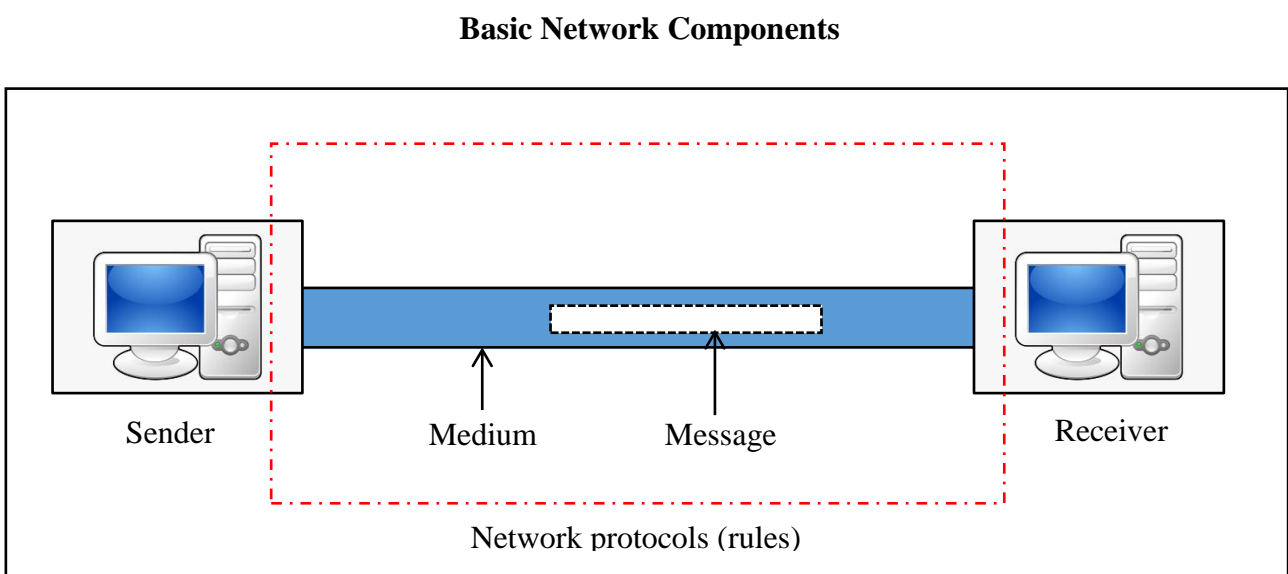 Basic Network Components
Sender
Medium
Message
Receiver
Network protocols (rules)